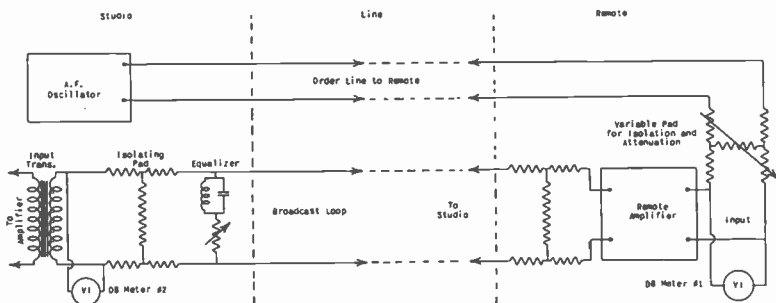 Studio
Line
Remote
A.F.
Oscillator
Order Line to Remote
Variable Pad
for Isolation and
Attenuation
Input
Trans.
Isolating
Pad
Equalizer
To
Amplifier
Broadcast Loop
To
Studio
Remote
Amplifier
Input
VI
DB Meter #2
DB Meter #1
VI